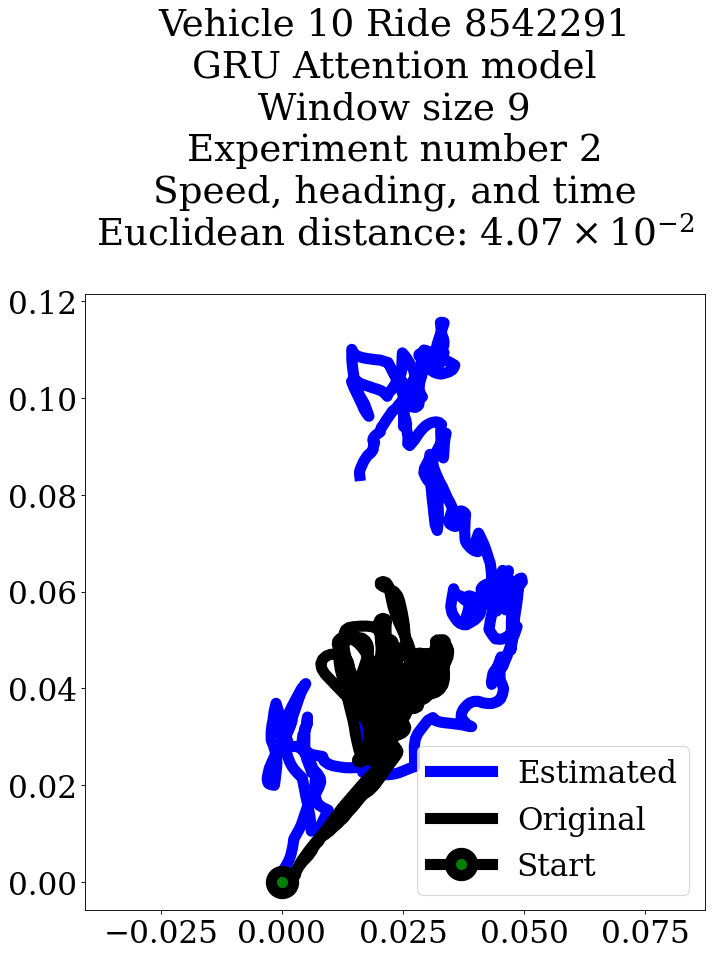 Vehicle 10 Ride 8542291
GRU Attention model
Window size 9
Experiment number 2
Speed, heading, and time
Euclidean distance: 4.07 × 10⁻²
0.12
0.10
0.08
0.06
0.04
0.02
0.00
Estimated
Original
Start
−0.025 0.000 0.025 0.050 0.075